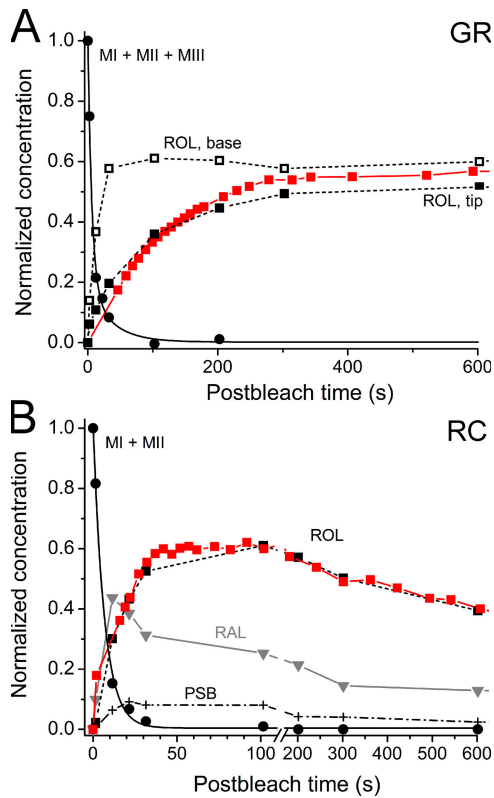 A
GR
MI + MII + MIII
ROL, base
ROL, tip
Normalized concentration
1.0
0.8
0.6
0.4
0.2
0.0
0 200 400 600
Postbleach time (s)
B
RC
MI + MII
ROL
RAL
PSB
Normalized concentration
1.0
0.8
0.6
0.4
0.2
0.0
0 50 100 200 300 400 500 600
Postbleach time (s)